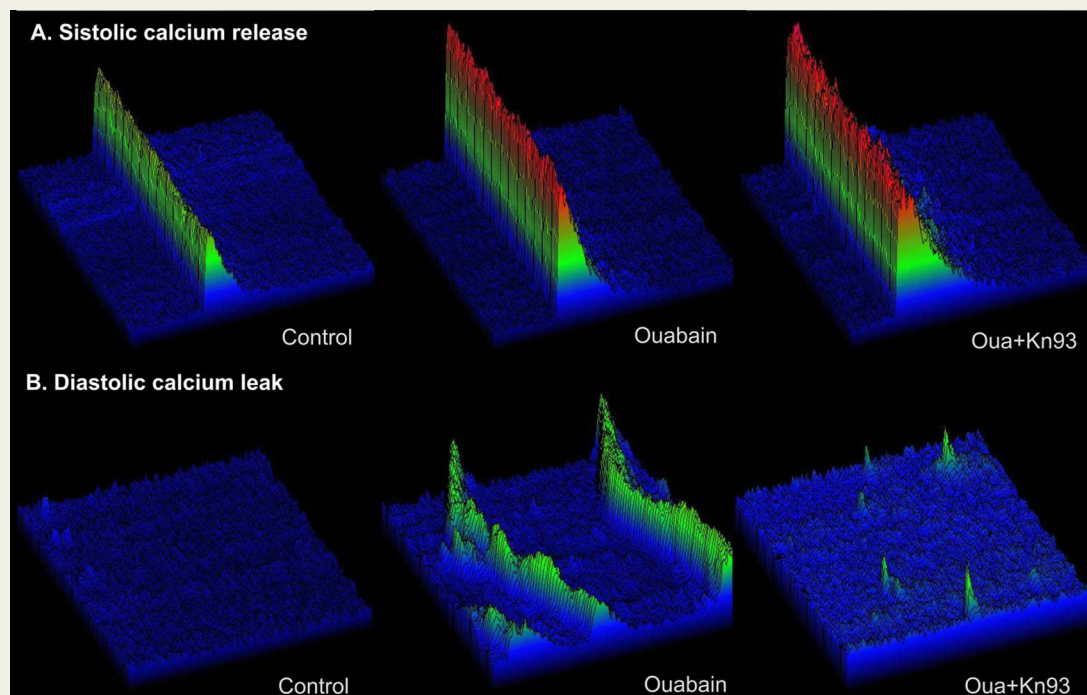 A. Sistolic calcium release
Control
Ouabain
Oua+Kn93
B. Diastolic calcium leak
Control
Ouabain
Oua+Kn93